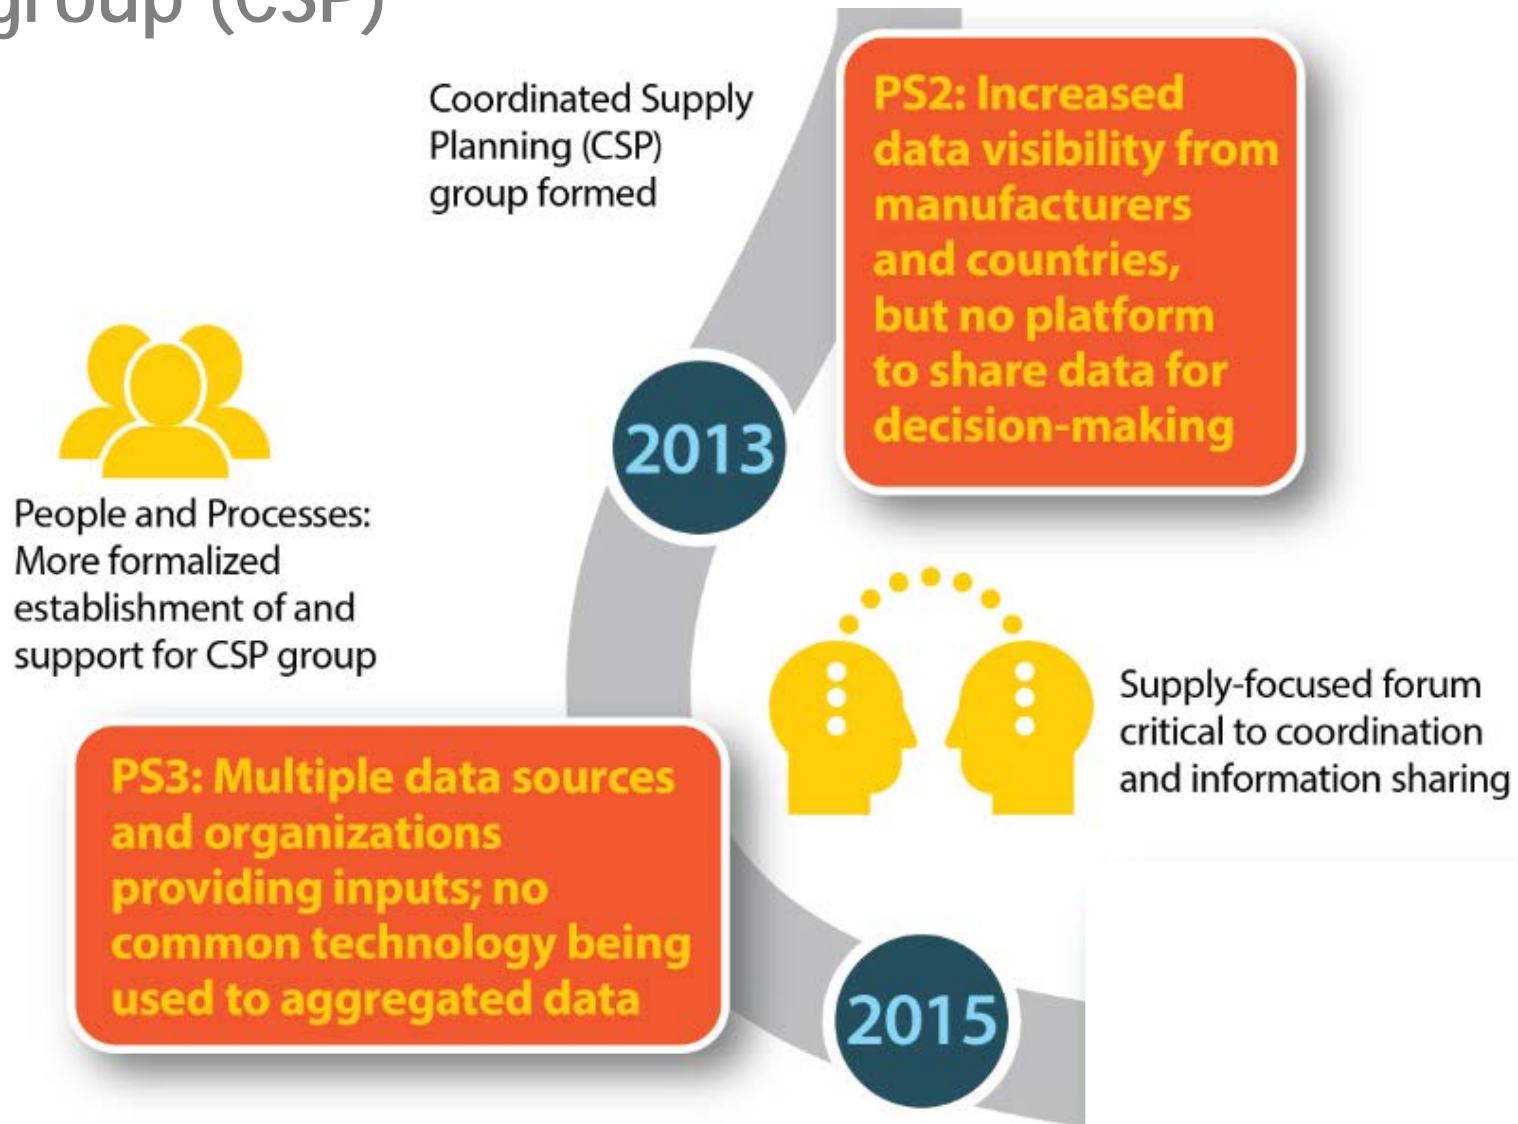 group (CSP)
Coordinated Supply
Planning (CSP)
group formed
PS2: Increased
data visibility from
manufacturers
and countries,
but no platform
to share data for
decision-making
2013
People and Processes:
More formalized
establishment of and
support for CSP group
Supply-focused forum
critical to coordination
and information sharing
PS3: Multiple data sources
and organizations
providing inputs; no
common technology being
used to aggregated data
2015